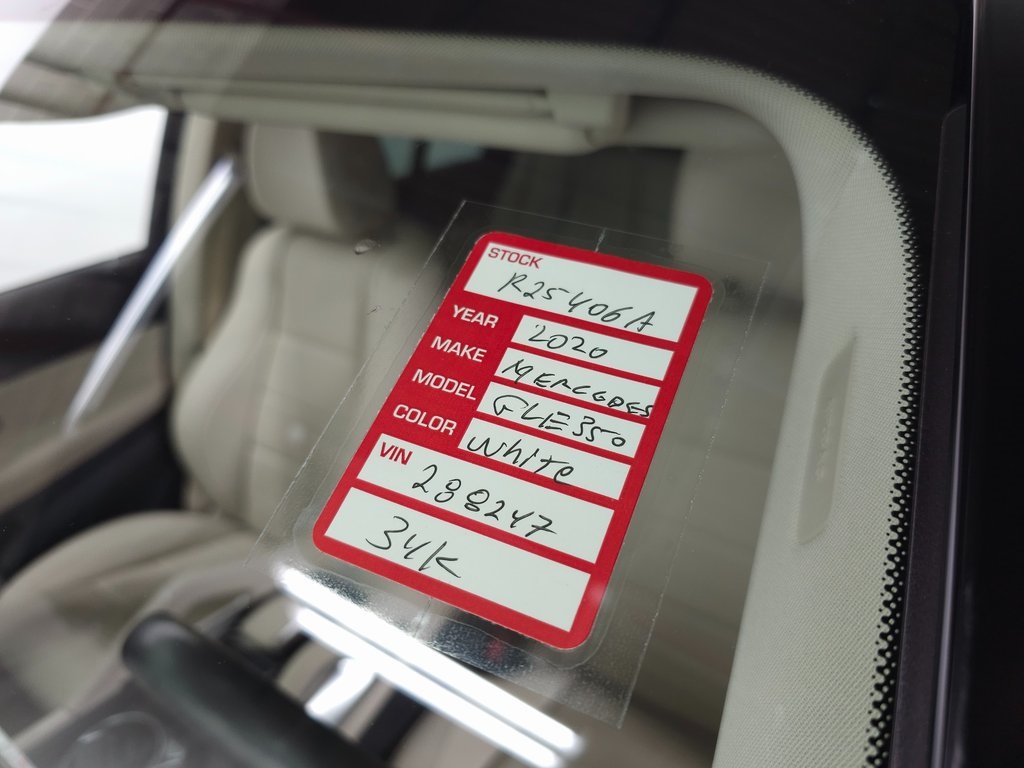 STOCK
R25406A
YEAR 2020
MAKE MERCEDES
MODEL GLE350
COLOR White
VIN
288247
34K